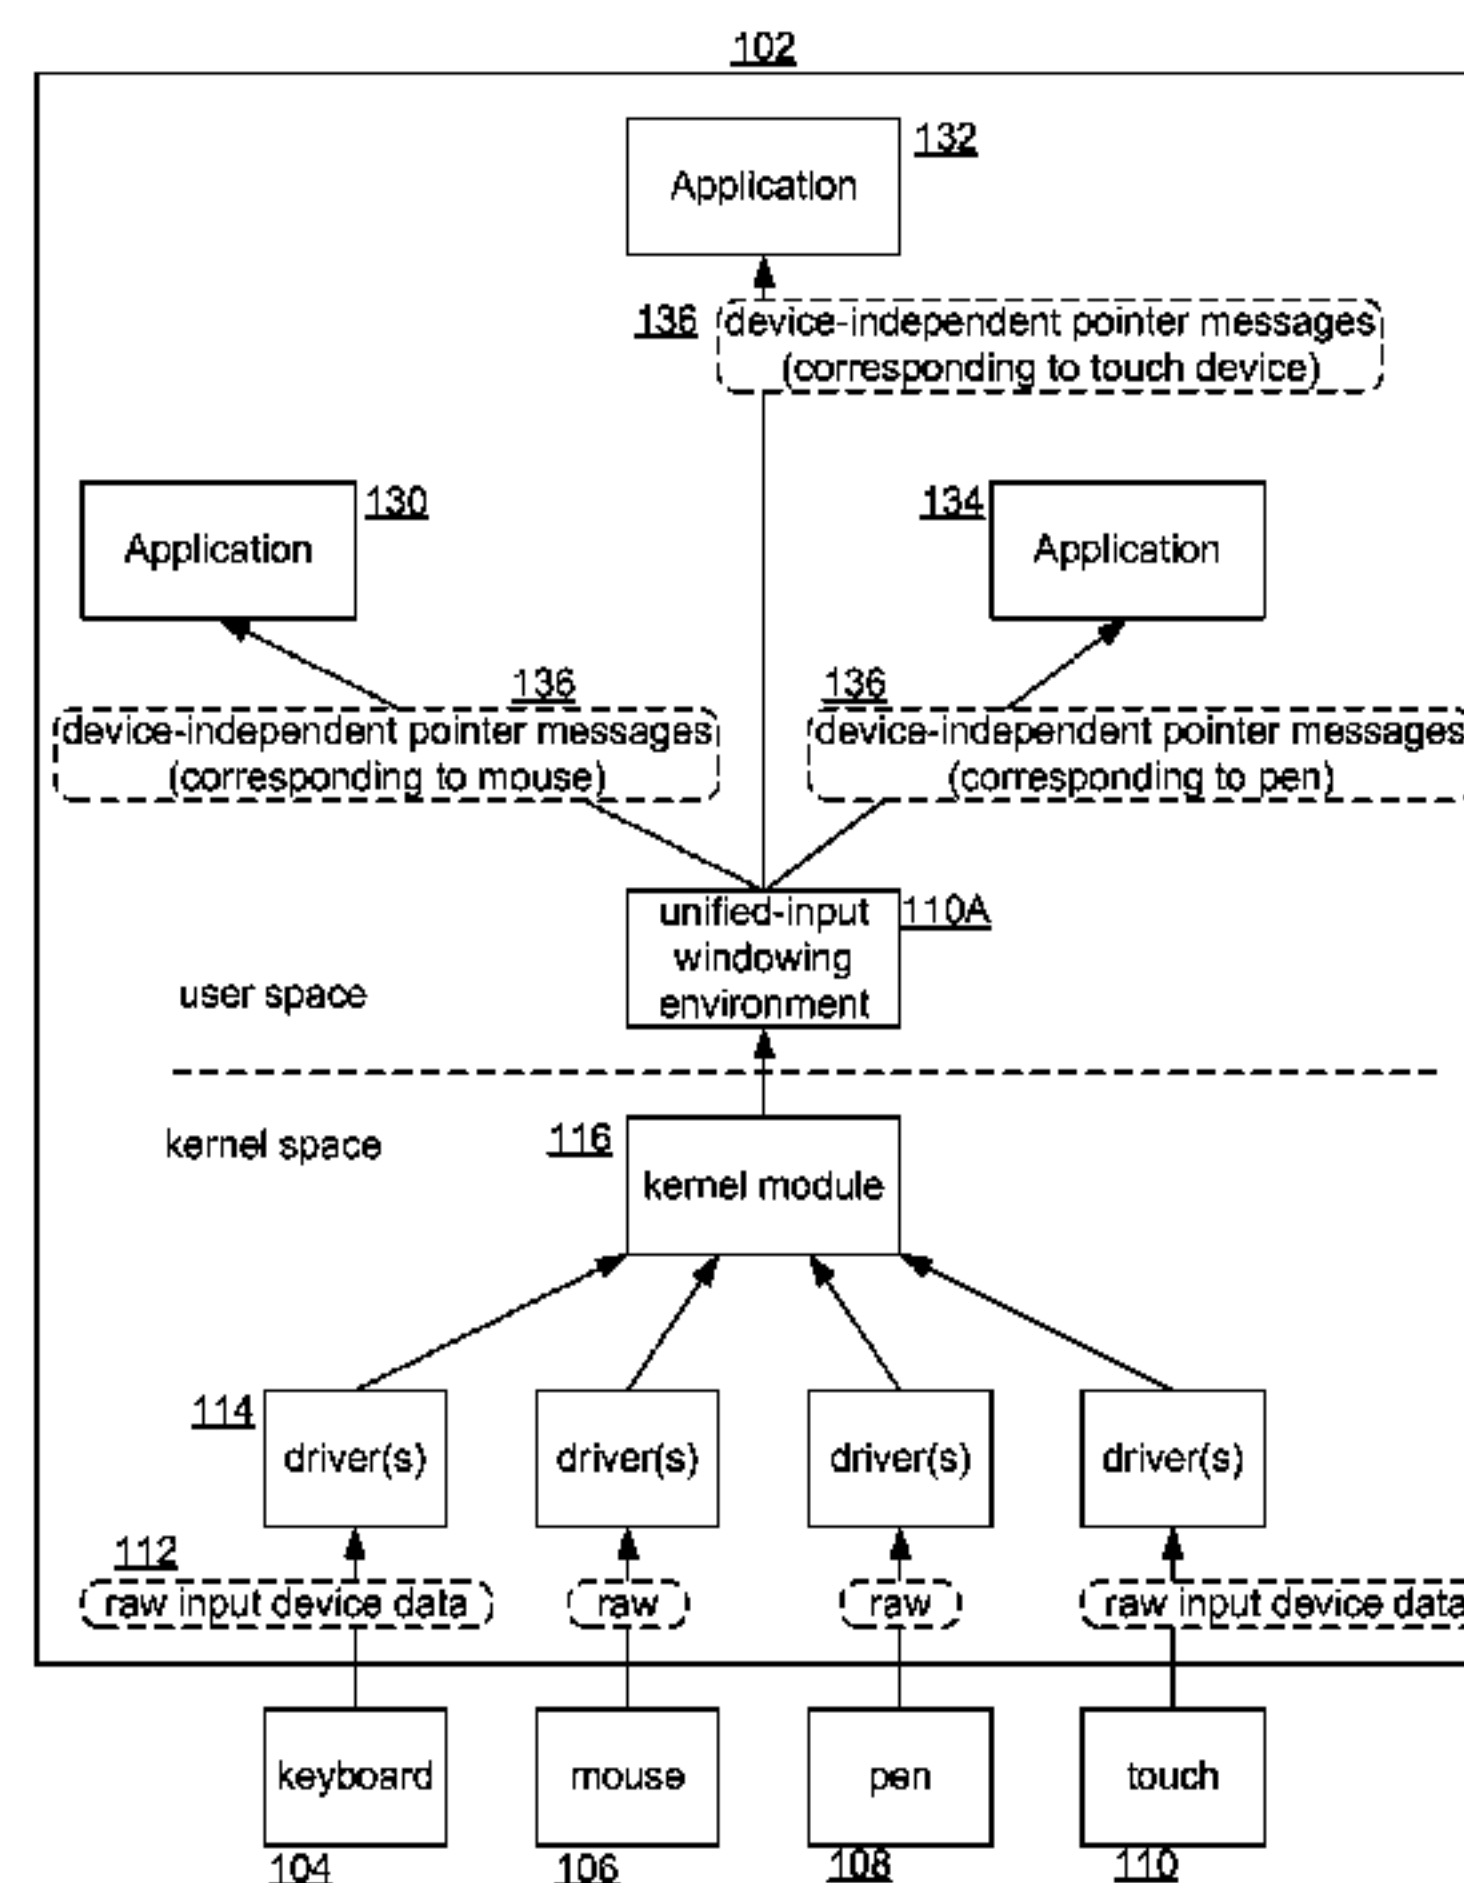 102
Application
132
136
device-independent pointer messages
(corresponding to touch device)
Application
130
134
Application
136
device-independent pointer messages
(corresponding to mouse)
136
device-independent pointer messages
(corresponding to pen)
unified-input
windowing
environment
110A
user space
kernel space
116
kernel module
114
driver(s)
driver(s)
driver(s)
driver(s)
112
raw input device data
raw
raw
raw input device data
keyboard
mouse
pen
touch
104
106
108
110